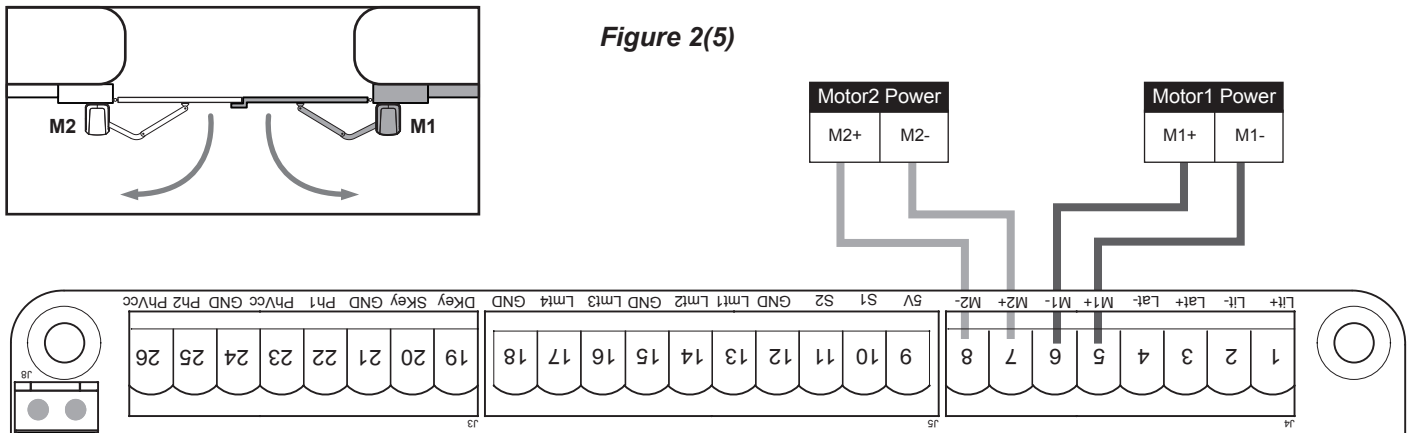 Figure 2(5)
M2
M1
Motor2 Power
M2+ M2-
Motor1 Power
M1+ M1-
PhVcc Ph2 GND PhVcc Ph1 GND SKey DKey
GND Lmt4 Lmt3 GND Lmt2 Lmt1 GND S2 S1 5V
M2- M2+ M1- M1+ Lat- Lat+ Lit- Lit+
26 25 24 23 22 21 20 19
18 17 16 15 14 13 12 11 10 9
8 7 6 5 4 3 2 1
J8
J3
J5
J4